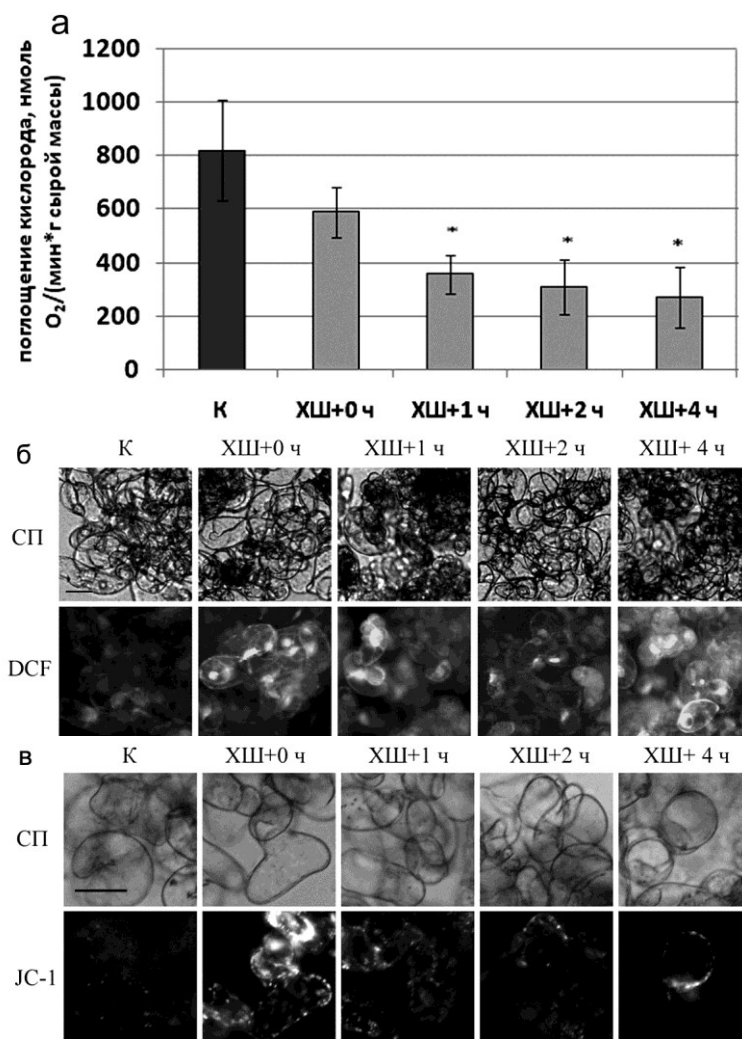 а
поглощение кислорода, нмоль
O₂/(мин*г сырой массы)
1200
1000
800
600
400
200
0
* * *
К ХШ+0 ч ХШ+1 ч ХШ+2 ч ХШ+4 ч
б
К ХШ+0 ч ХШ+1 ч ХШ+2 ч ХШ+ 4 ч
СП
DCF
в
К ХШ+0 ч ХШ+1 ч ХШ+2 ч ХШ+ 4 ч
СП
JC-1